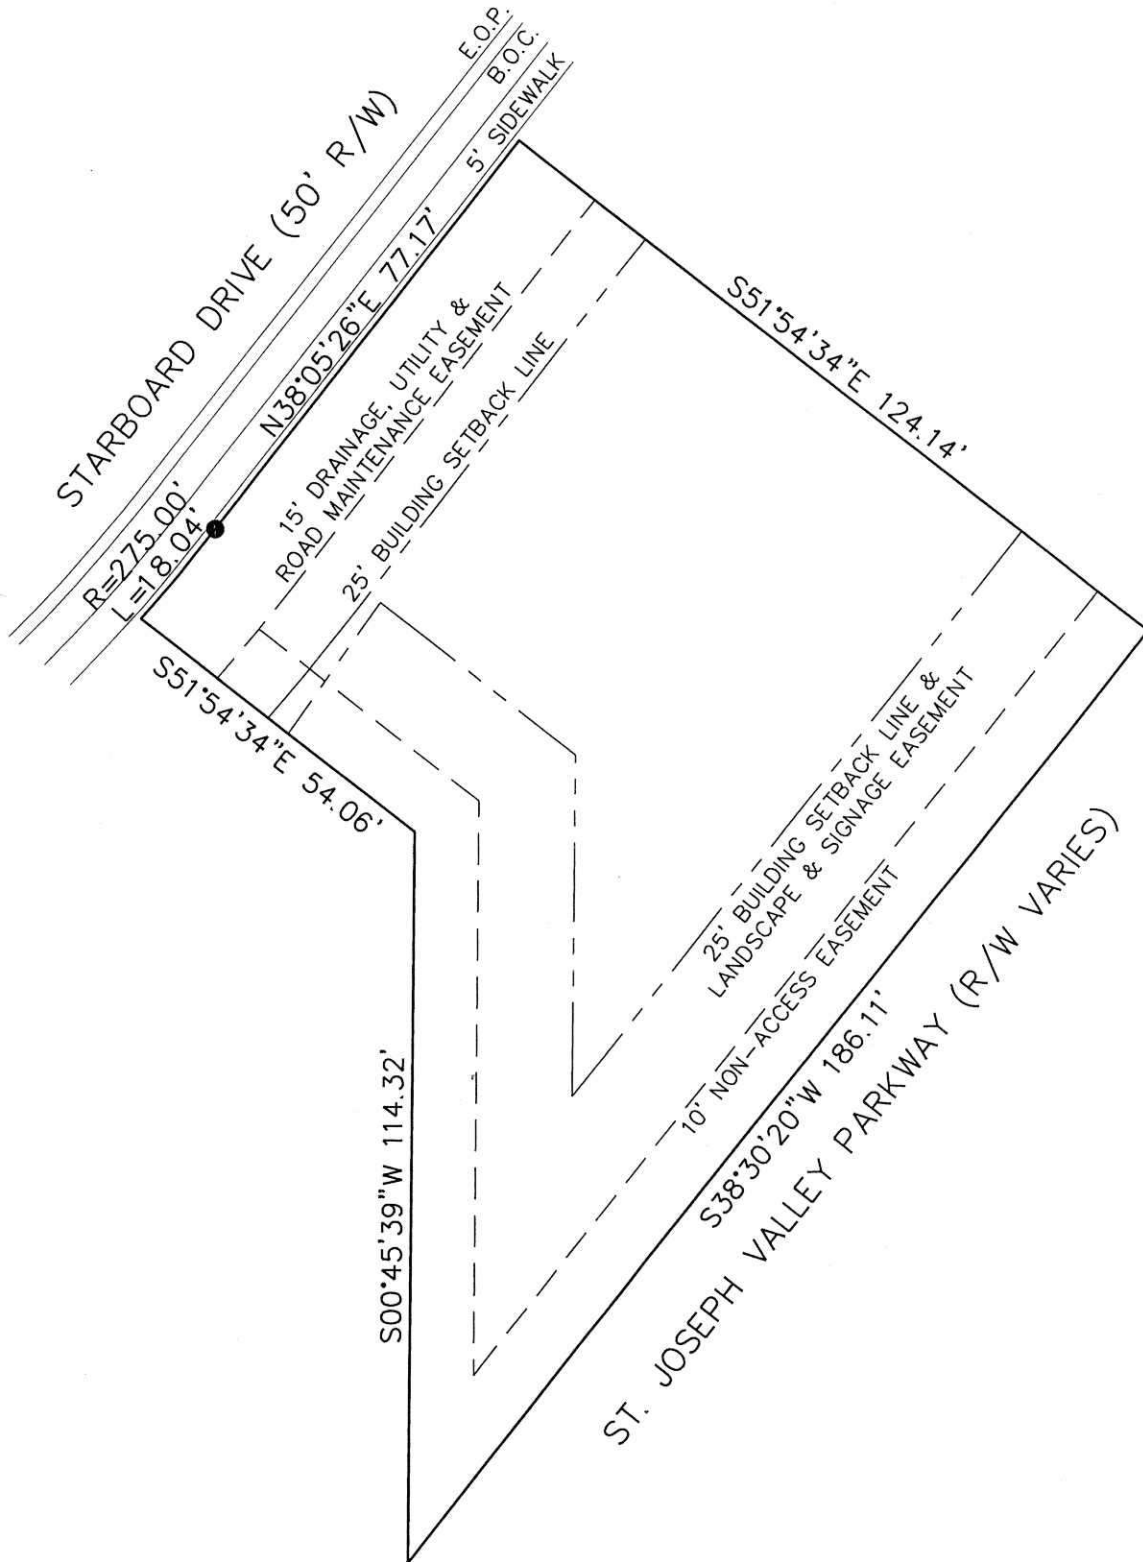 E.O.P.
B.O.C.
5' SIDEWALK
STARBOARD DRIVE (50' R/W)
R=275.00'
L=18.04'
N38°05'26"E 77.17'
15' DRAINAGE, UTILITY &
ROAD MAINTENANCE EASEMENT
25' BUILDING SETBACK LINE
S51°54'34"E 124.14'
S51°54'34"E 54.06'
S00°45'39"W 114.32'
25' BUILDING SETBACK LINE &
LANDSCAPE & SIGNAGE EASEMENT
10' NON-ACCESS EASEMENT
S38°30'20"W 186.11'
ST. JOSEPH VALLEY PARKWAY (R/W VARIES)